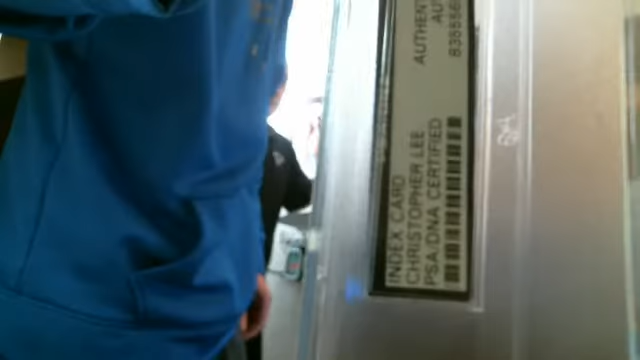 INDEX CARD
CHRISTOPHER LEE
PSA/DNA CERTIFIED
AUTHENT
AU